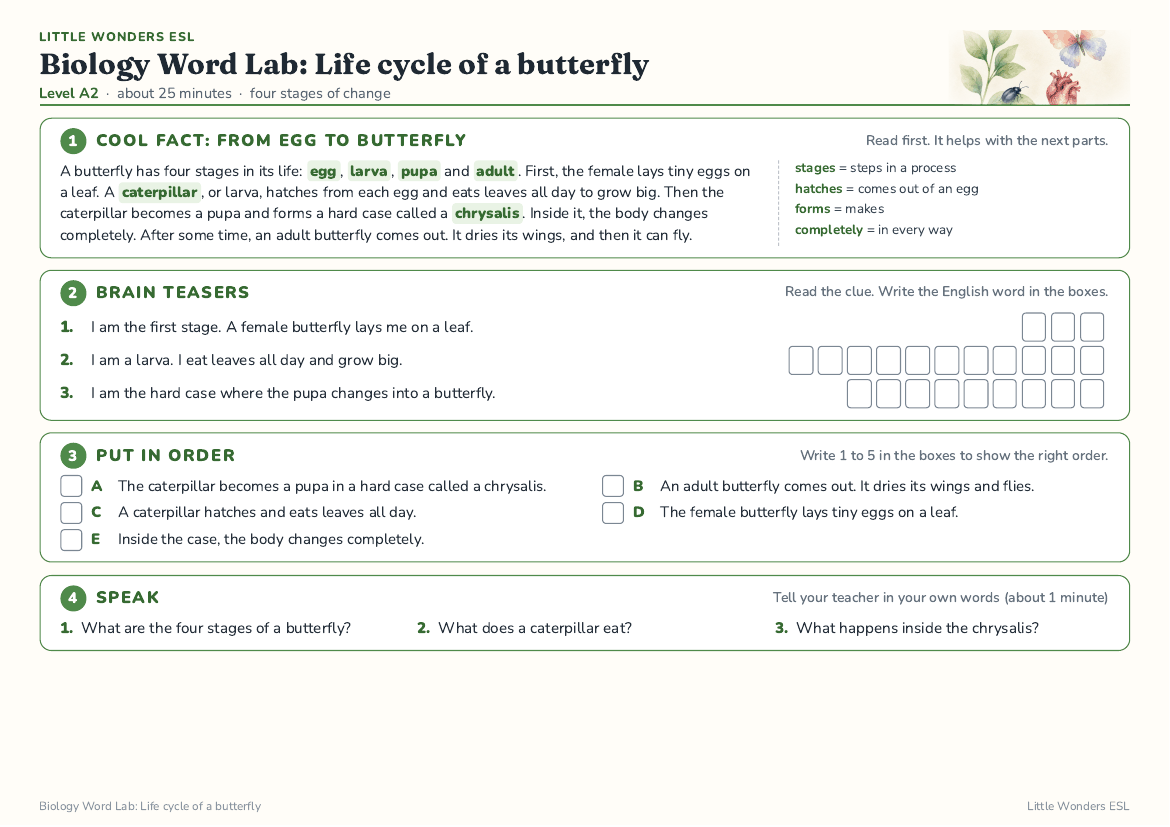 LITTLE WONDERS ESL
Biology Word Lab: Life cycle of a butterfly
Level A2 · about 25 minutes · four stages of change
1 COOL FACT: FROM EGG TO BUTTERFLY
Read first. It helps with the next parts.
A butterfly has four stages in its life: egg, larva, pupa and adult. First, the female lays tiny eggs on
a leaf. A caterpillar, or larva, hatches from each egg and eats leaves all day to grow big. Then the
caterpillar becomes a pupa and forms a hard case called a chrysalis. Inside it, the body changes
completely. After some time, an adult butterfly comes out. It dries its wings, and then it can fly.
stages = steps in a process
hatches = comes out of an egg
forms = makes
completely = in every way
2 BRAIN TEASERS
Read the clue. Write the English word in the boxes.
1. I am the first stage. A female butterfly lays me on a leaf.
2. I am a larva. I eat leaves all day and grow big.
3. I am the hard case where the pupa changes into a butterfly.
3 PUT IN ORDER
Write 1 to 5 in the boxes to show the right order.
A The caterpillar becomes a pupa in a hard case called a chrysalis.
B An adult butterfly comes out. It dries its wings and flies.
C A caterpillar hatches and eats leaves all day.
D The female butterfly lays tiny eggs on a leaf.
E Inside the case, the body changes completely.
4 SPEAK
Tell your teacher in your own words (about 1 minute)
1. What are the four stages of a butterfly?
2. What does a caterpillar eat?
3. What happens inside the chrysalis?
Biology Word Lab: Life cycle of a butterfly
Little Wonders ESL